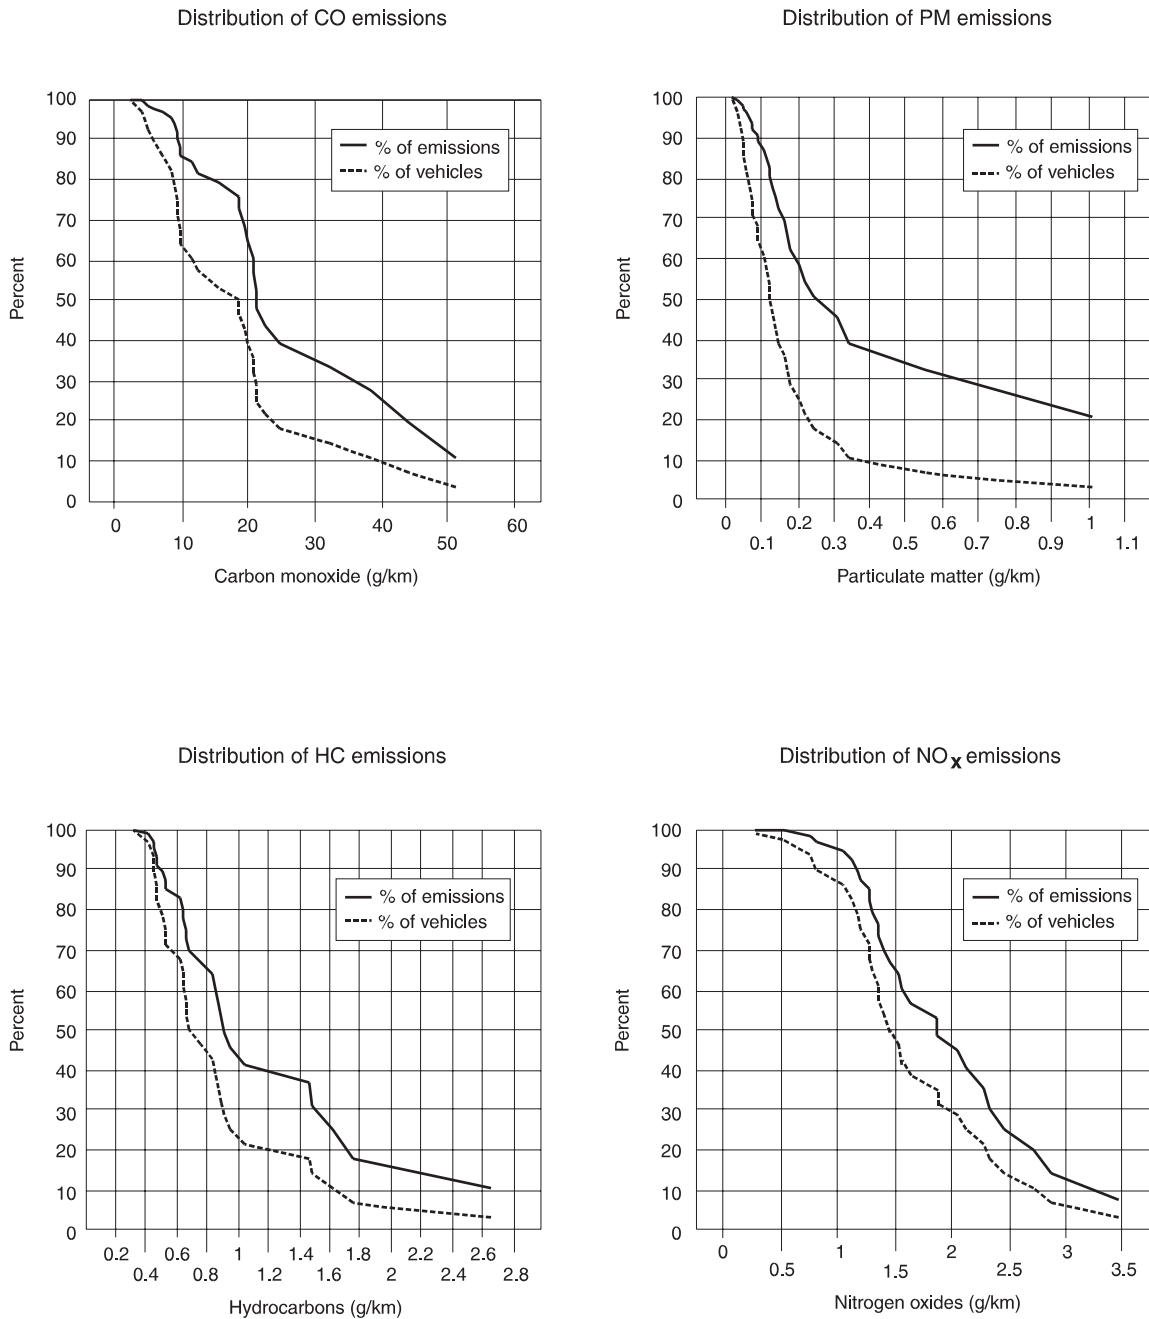 Distribution of CO emissions
100
90
80
70
60
50
40
30
20
10
0
Percent
% of emissions
% of vehicles
0 20 40 60
10 30 50
Carbon monoxide (g/km)
Distribution of PM emissions
100
90
80
70
60
50
40
30
20
10
0
Percent
% of emissions
% of vehicles
0 0.2 0.4 0.6 0.8 1
0.1 0.3 0.5 0.7 0.9 1.1
Particulate matter (g/km)
Distribution of HC emissions
100
90
80
70
60
50
40
30
20
10
0
Percent
% of emissions
% of vehicles
0.2 0.6 1 1.4 1.8 2.2 2.6
0.4 0.8 1.2 1.6 2 2.4 2.8
Hydrocarbons (g/km)
Distribution of NOx emissions
100
90
80
70
60
50
40
30
20
10
0
Percent
% of emissions
% of vehicles
0 1 2 3
0.5 1.5 2.5 3.5
Nitrogen oxides (g/km)